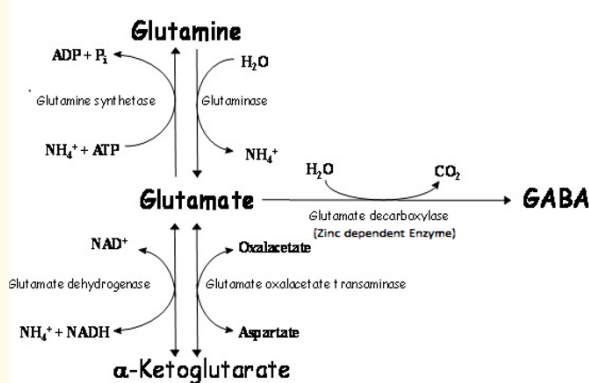 Glutamine
ADP + Pi
H₂O
Glutamine synthetase
Glutaminase
NH₄⁺ + ATP
NH₄⁺
H₂O
CO₂
Glutamate
GABA
Glutamate decarboxylase
(Zinc dependent Enzyme)
NAD⁺
Oxalacetate
Glutamate dehydrogenase
Glutamate oxalacetate transaminase
NH₄⁺ + NADH
Aspartate
α-Ketoglutarate